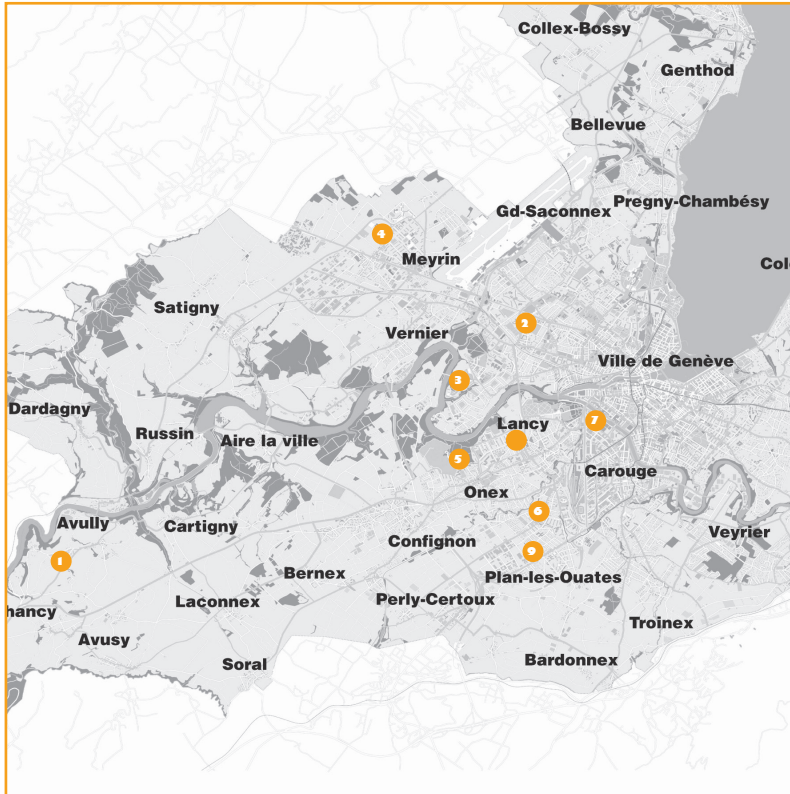 Collex-Bossy
Genthod
Bellevue
Pregny-Chambésy
Gd-Saconnex
4
Meyrin
Colo
Satigny
2
Vernier
Ville de Genève
3
Dardagny
7
Lancy
Russin
Aire la ville
5
Carouge
Onex
6
Avully
Cartigny
Veyrier
Confignon
9
1
Bernex
Plan-les-Ouates
Laconnex
Perly-Certoux
hancy
Troinex
Avusy
Soral
Bardonnex